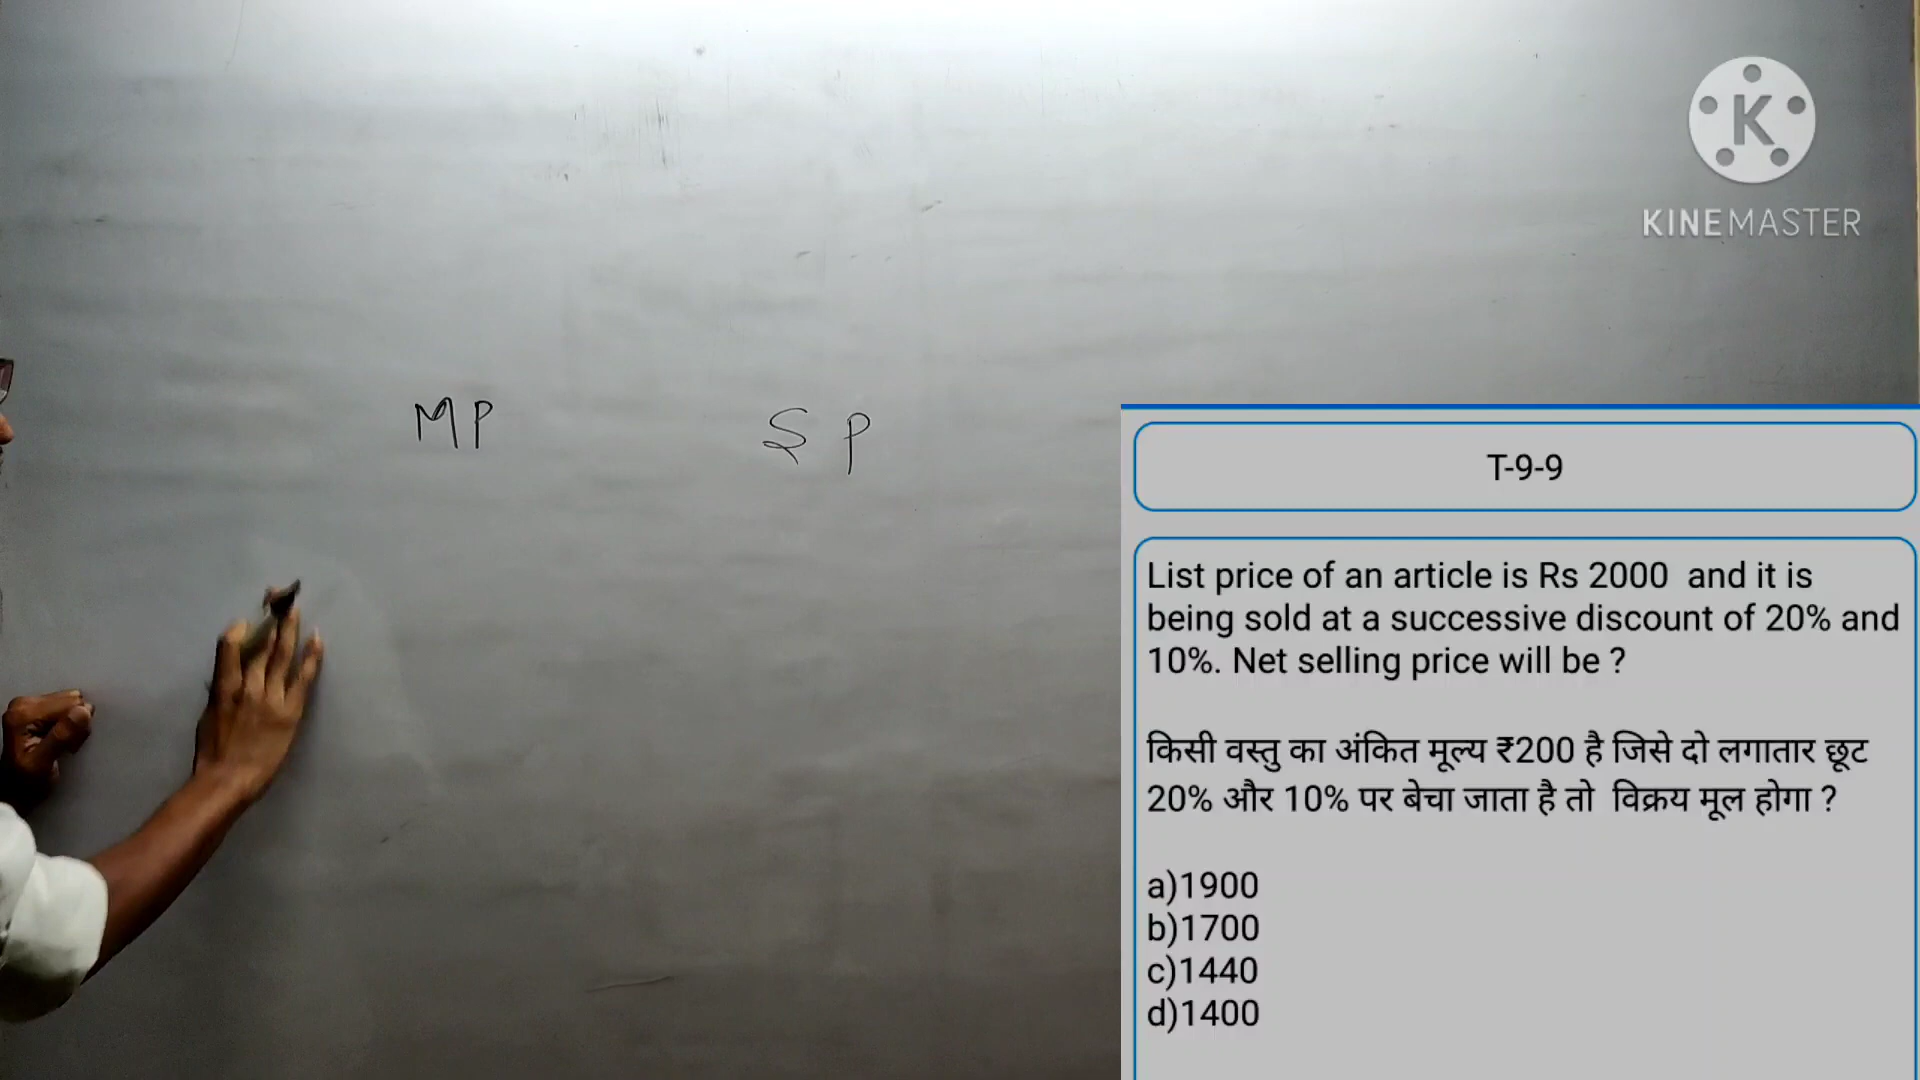 K
KINEMASTER
MP SP
T-9-9
List price of an article is Rs 2000 and it is
being sold at a successive discount of 20% and
10%. Net selling price will be ?
किसी वस्तु का अंकित मूल्य ₹200 है जिसे दो लगातार छूट
20% और 10% पर बेचा जाता है तो विक्रय मूल होगा ?
a)1900
b)1700
c)1440
d)1400